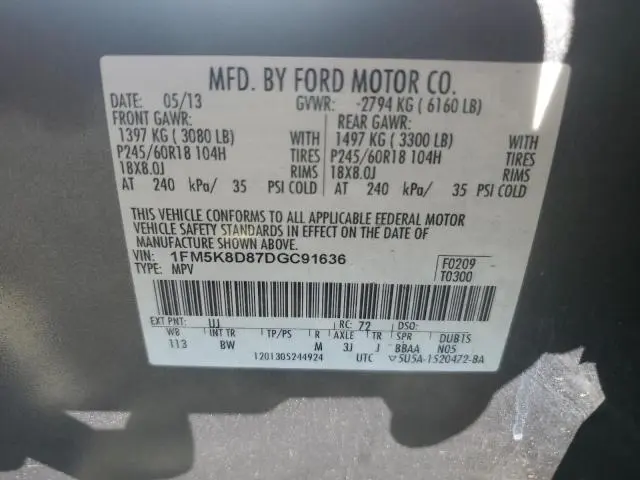 MFD. BY FORD MOTOR CO.
DATE: 05/13 GVWR: -2794 KG ( 6160 LB)
FRONT GAWR: REAR GAWR:
1397 KG ( 3080 LB) WITH 1497 KG ( 3300 LB) WITH
P245/60R18 104H TIRES P245/60R18 104H TIRES
18X8.0J RIMS 18X8.0J RIMS
AT 240 kPa/ 35 PSI COLD AT 240 kPa/ 35 PSI COLD
THIS VEHICLE CONFORMS TO ALL APPLICABLE FEDERAL MOTOR
VEHICLE SAFETY STANDARDS IN EFFECT ON THE DATE OF
MANUFACTURE SHOWN ABOVE.
VIN: 1FM5K8D87DGC91636 F0209
TYPE: MPV T0300
EXT PNT: UJ RC: 72 DSO:
WB INT TR TP/PS R AXLE TR SPR DUB15
113 BW M 3J J BBAA N05
1201305244924 UTC 5U5A-1520472-BA